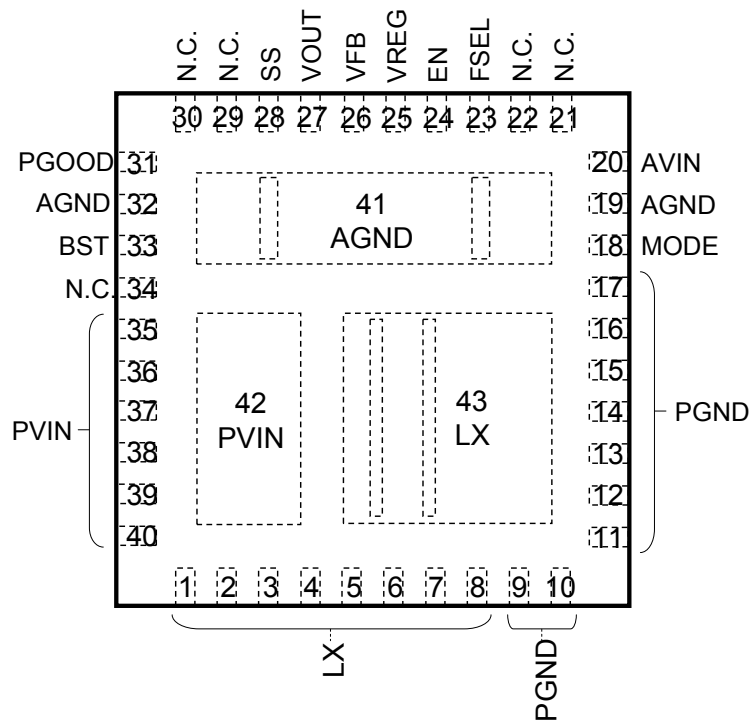 N.C.
N.C.
SS
VOUT
VFB
VREG
EN
FSEL
N.C.
N.C.
30 29 28 27 26 25 24 23 22 21
PGOOD 31
AGND 32
BST 33
N.C. 34
35
36
37
38
39
40
PVIN
41
AGND
42
PVIN
43
LX
20 AVIN
19 AGND
18 MODE
17
16
15
14
13
12
11
PGND
1 2 3 4 5 6 7 8 9 10
LX
PGND